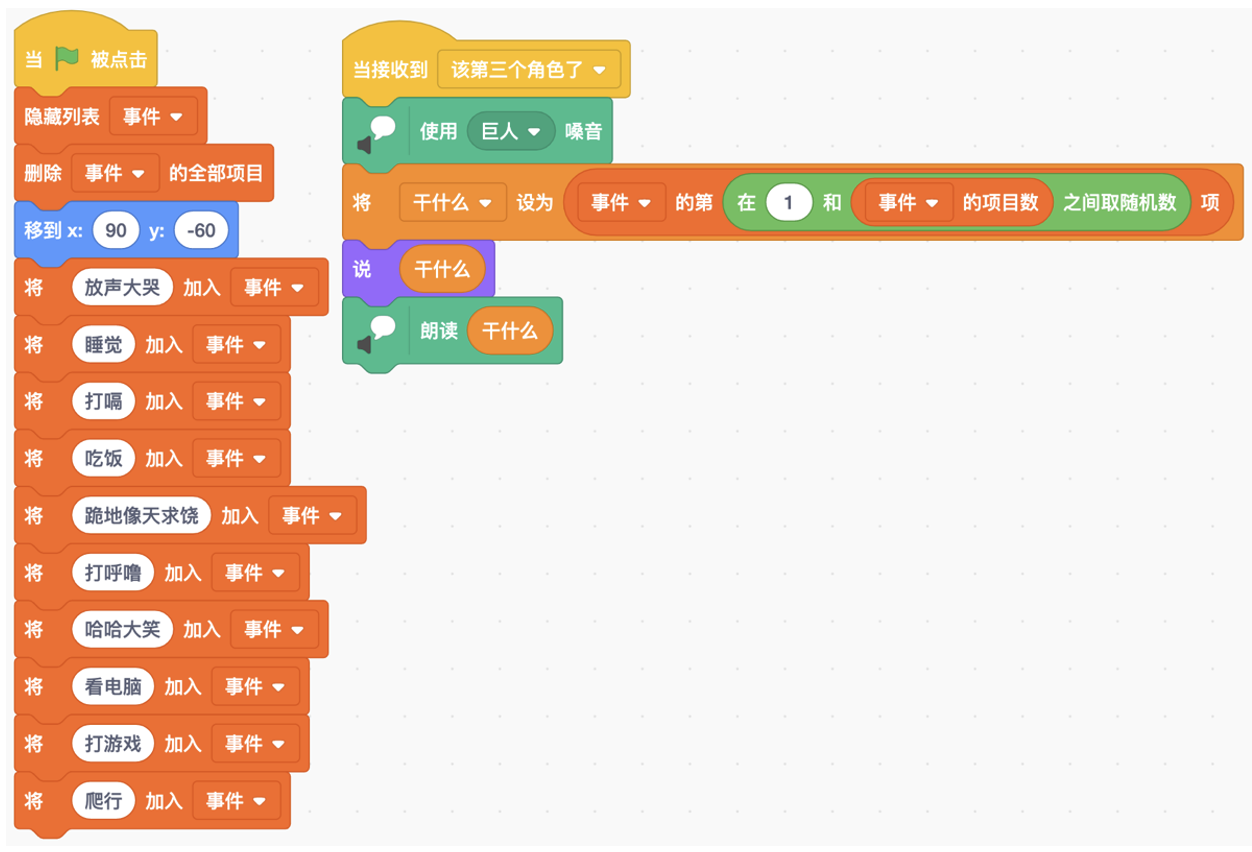 当 被点击
隐藏列表 事件
删除 事件 的全部项目
移到 x: 90 y: -60
将 放声大哭 加入 事件
将 睡觉 加入 事件
将 打嗝 加入 事件
将 吃饭 加入 事件
将 跪地像天求饶 加入 事件
将 打呼噜 加入 事件
将 哈哈大笑 加入 事件
将 看电脑 加入 事件
将 打游戏 加入 事件
将 爬行 加入 事件
当接收到 该第三个角色了
使用 巨人 嗓音
将 干什么 设为 事件 的第 在 1 和 事件 的项目数 之间取随机数 项
说 干什么
朗读 干什么